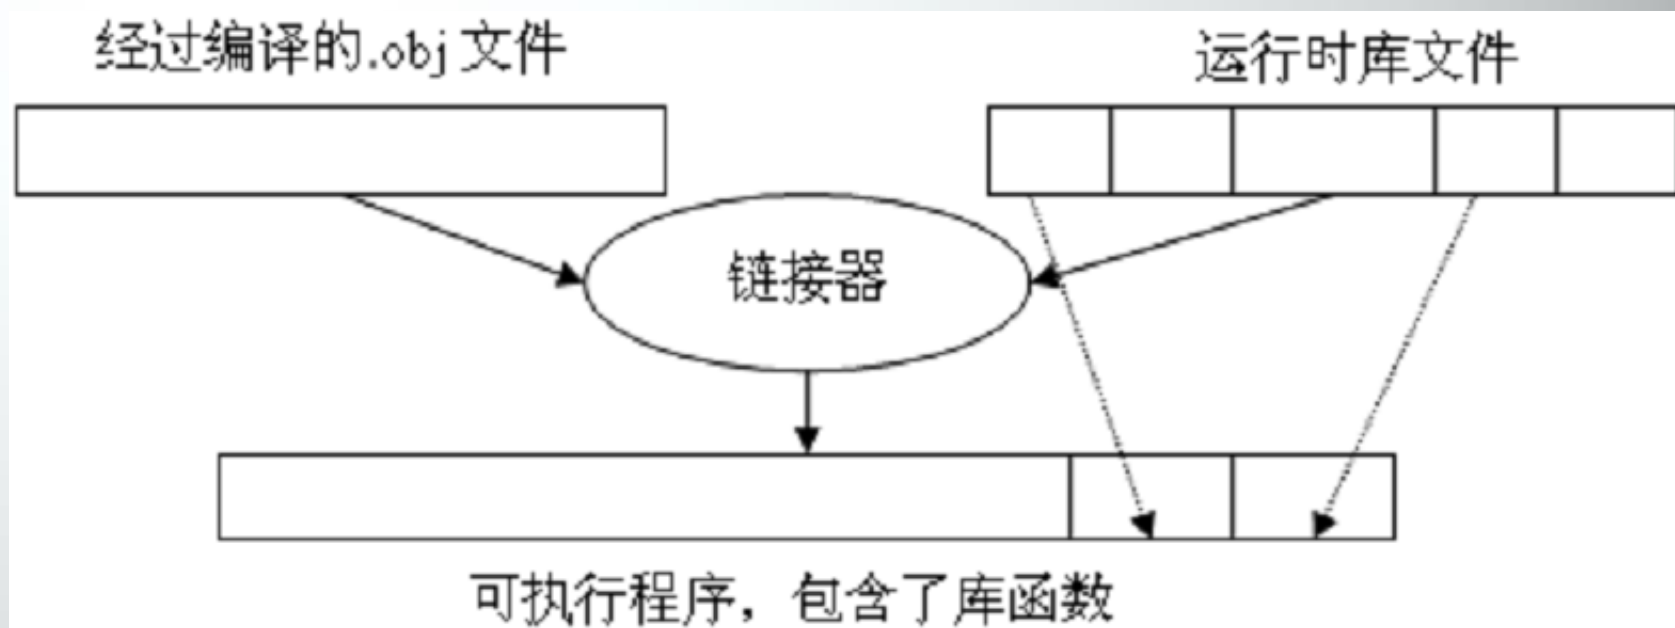 经过编译的.obj 文件
运行时库文件
链接器
可执行程序，包含了库函数